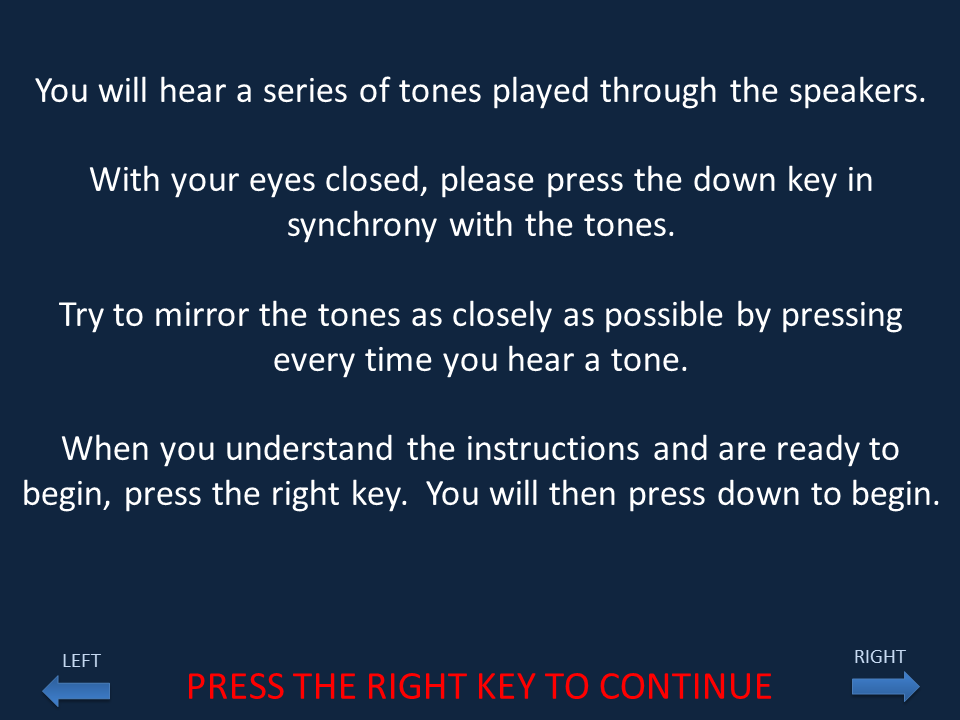 You will hear a series of tones played through the speakers.
With your eyes closed, please press the down key in
synchrony with the tones.
Try to mirror the tones as closely as possible by pressing
every time you hear a tone.
When you understand the instructions and are ready to
begin, press the right key.  You will then press down to begin.
LEFT
RIGHT
PRESS THE RIGHT KEY TO CONTINUE